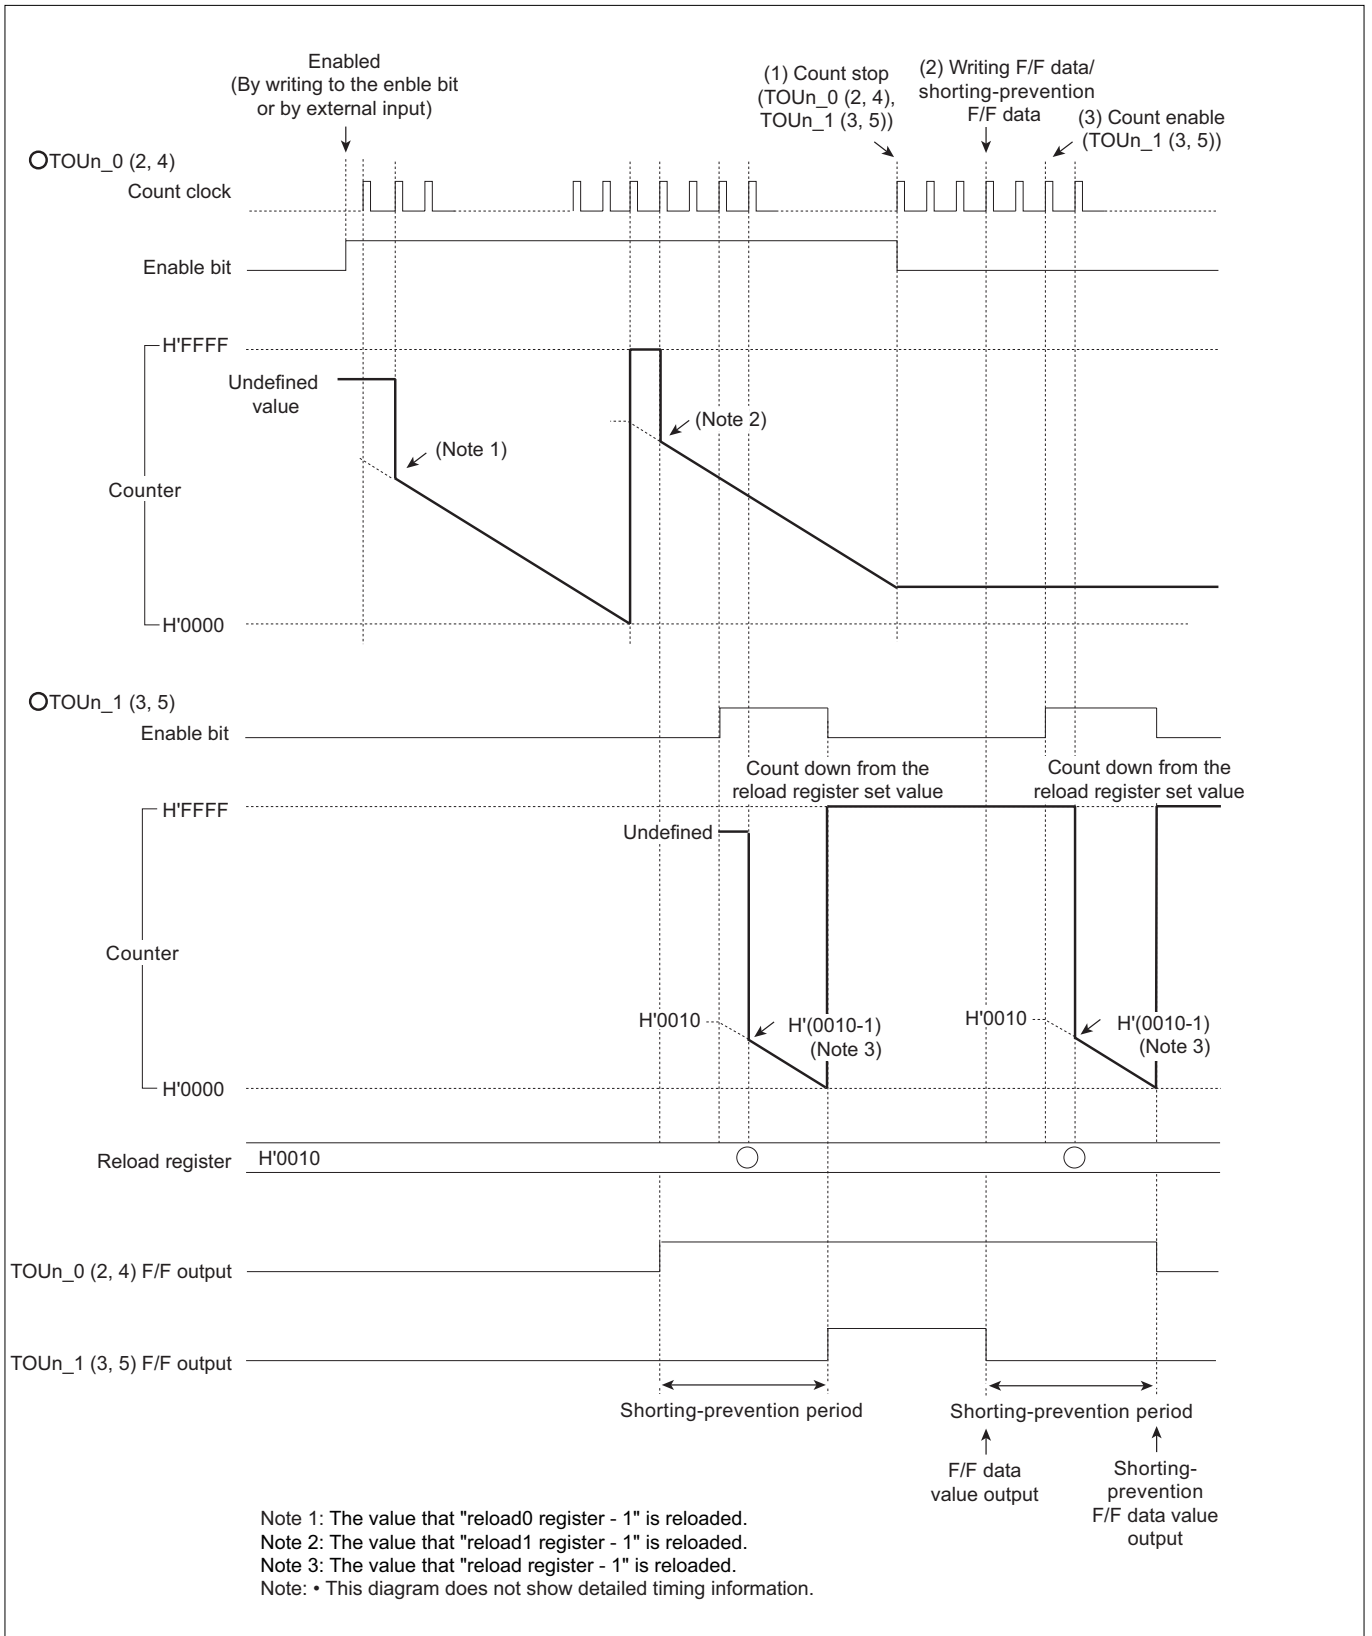 Enabled
(By writing to the enble bit
or by external input)
(1) Count stop
(TOUn_0 (2, 4),
TOUn_1 (3, 5))
(2) Writing F/F data/
shorting-prevention
F/F data
(3) Count enable
(TOUn_1 (3, 5))
TOUn_0 (2, 4)
Count clock
Enable bit
H'FFFF
Undefined
value
(Note 1)
(Note 2)
Counter
H'0000
TOUn_1 (3, 5)
Enable bit
Count down from the
reload register set value
Count down from the
reload register set value
H'FFFF
Undefined
Counter
H'0010
H'(0010-1)
(Note 3)
H'0010
H'(0010-1)
(Note 3)
H'0000
Reload register
H'0010
TOUn_0 (2, 4) F/F output
TOUn_1 (3, 5) F/F output
Shorting-prevention period
Shorting-prevention period
F/F data
value output
Shorting-
prevention
F/F data value
output
Note 1: The value that "reload0 register - 1" is reloaded.
Note 2: The value that "reload1 register - 1" is reloaded.
Note 3: The value that "reload register - 1" is reloaded.
Note: • This diagram does not show detailed timing information.